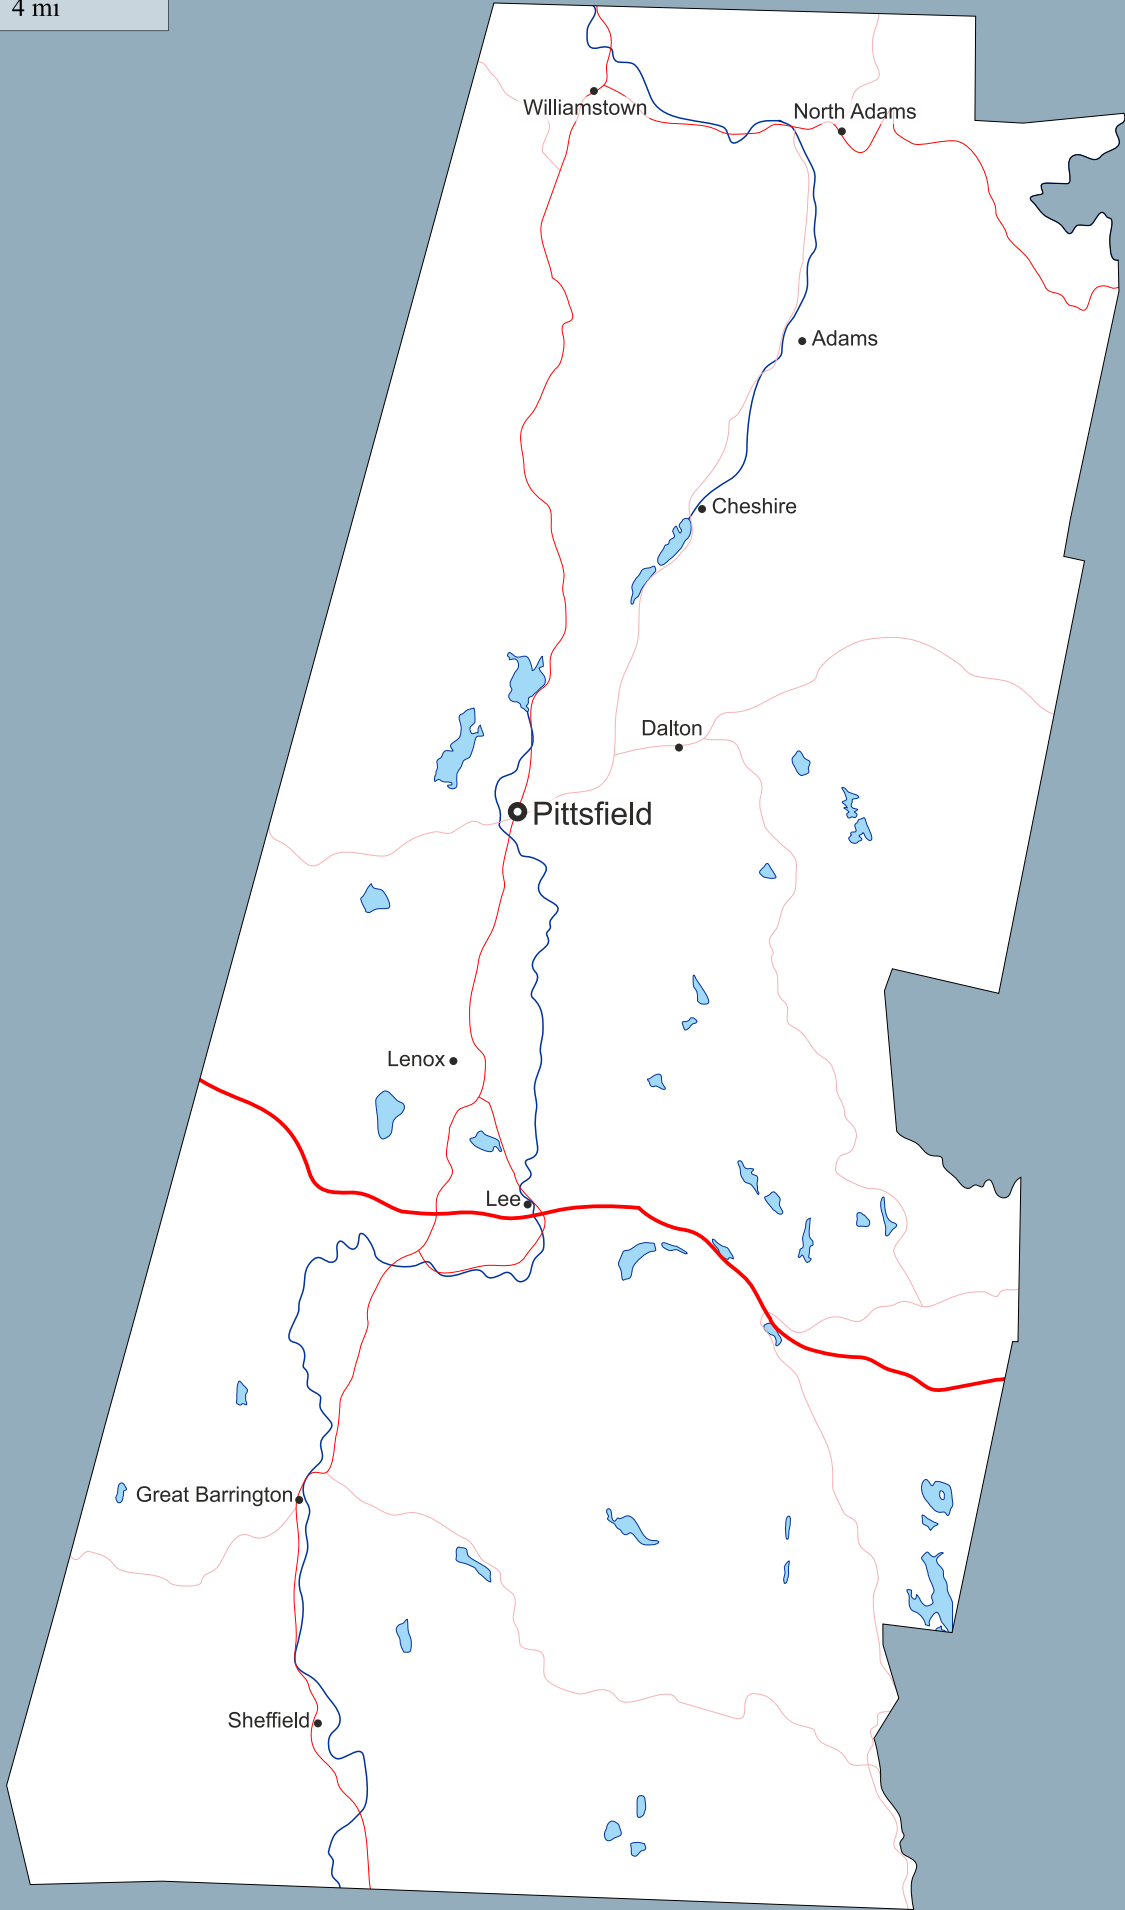 4 mi
Williamstown
North Adams
Adams
Cheshire
Dalton
Pittsfield
Lenox
Lee
Great Barrington
Sheffield